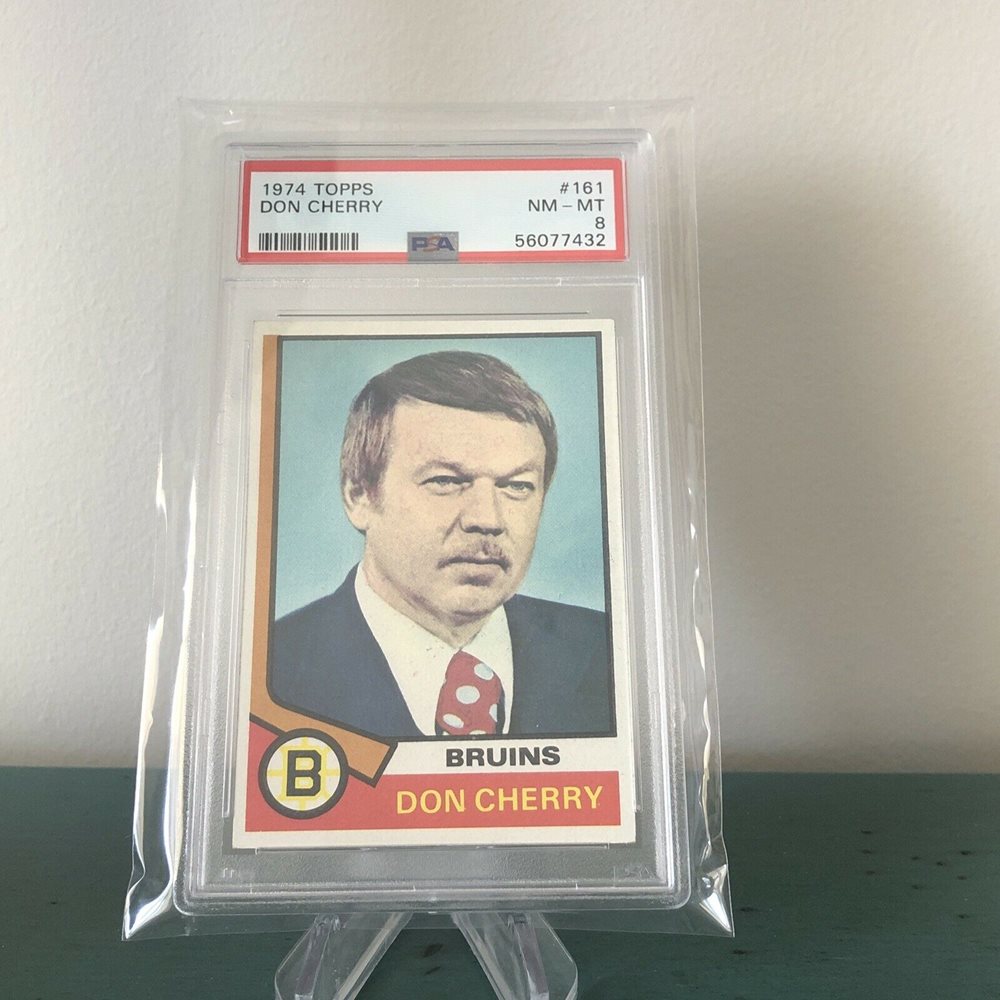 1974 TOPPS
#161
DON CHERRY
NM – MT
8
PSA
56077432
B
BRUINS
DON CHERRY